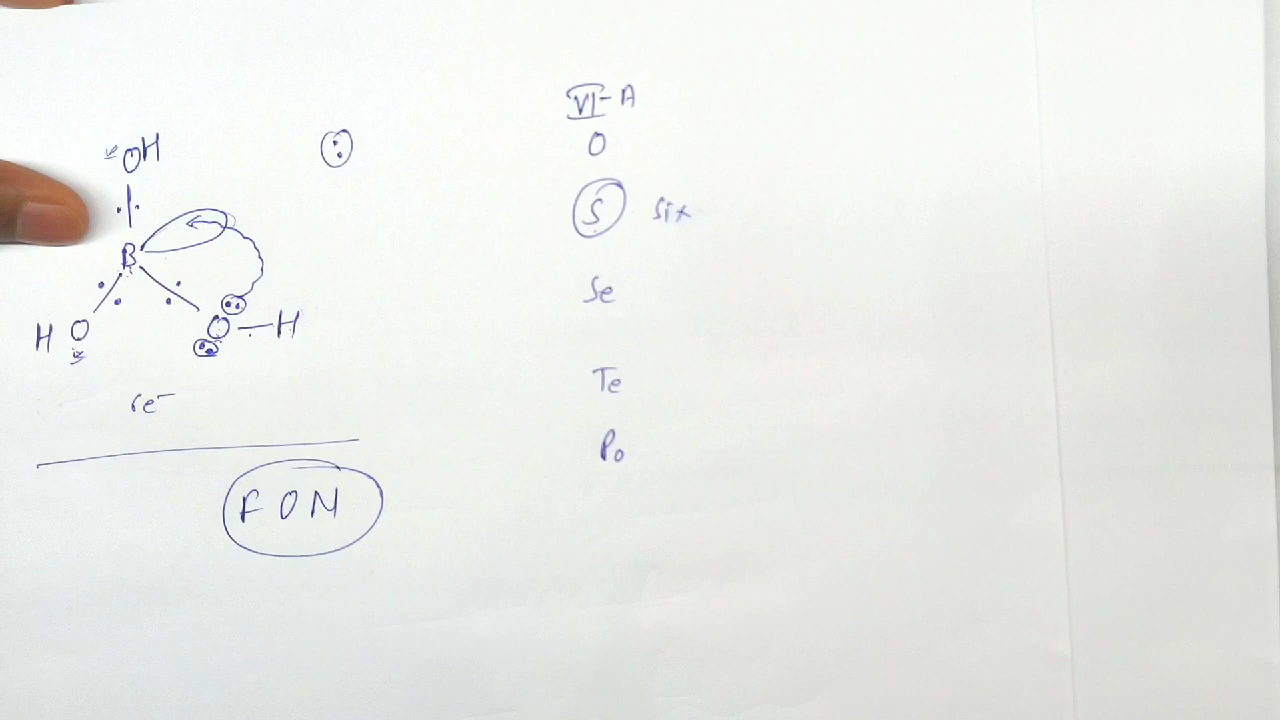 OH
B
H O
O-H
6e-
F O N
VI-A
O
S six
Se
Te
Po